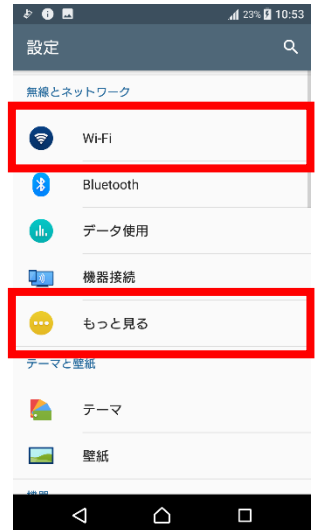 23% 10:53
設定
無線とネットワーク
Wi-Fi
Bluetooth
データ使用
機器接続
もっと見る
テーマと壁紙
テーマ
壁紙